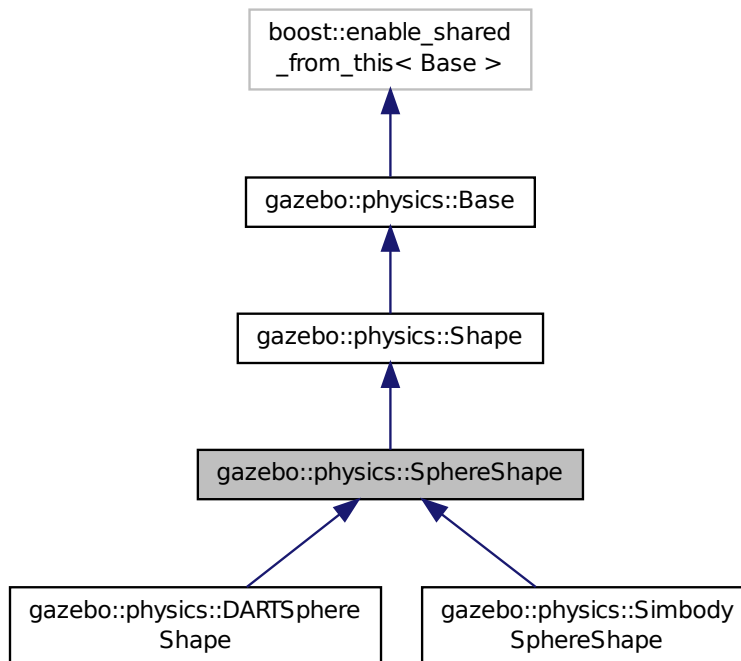 boost::enable_shared
_from_this< Base >
gazebo::physics::Base
gazebo::physics::Shape
gazebo::physics::SphereShape
gazebo::physics::DARTSphere
Shape
gazebo::physics::Simbody
SphereShape